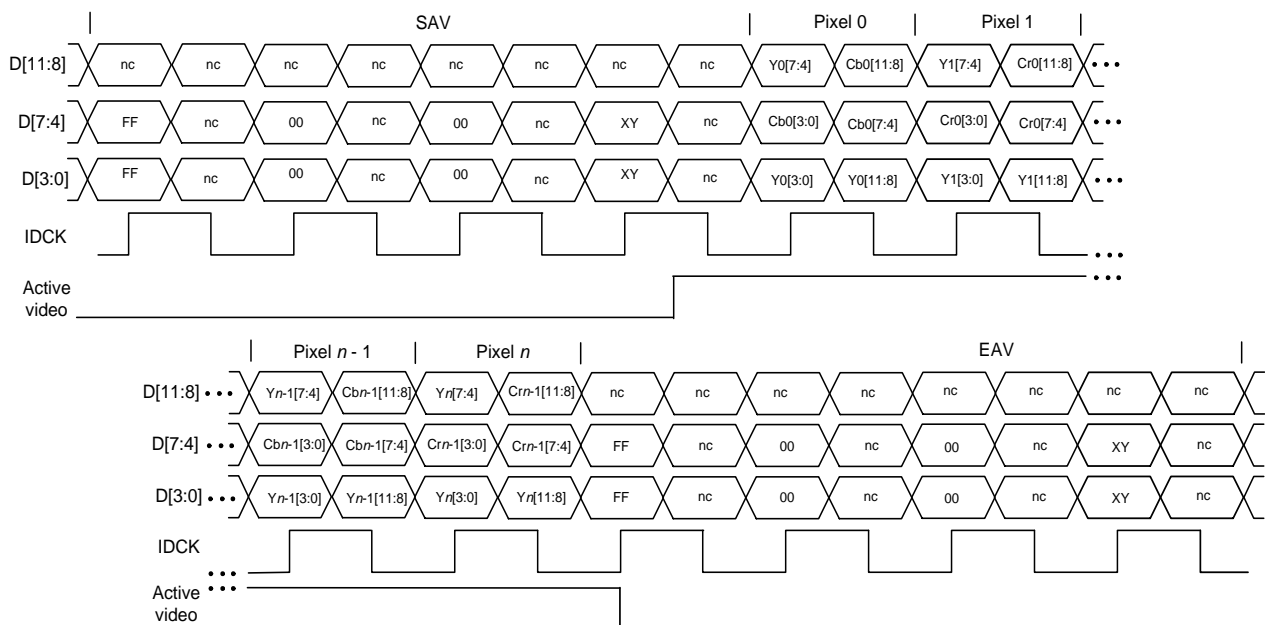 SAV Pixel 0 Pixel 1
D[11:8] nc nc nc nc nc nc nc nc Y0[7:4] Cb0[11:8] Y1[7:4] Cr0[11:8] •••
D[7:4] FF nc 00 nc 00 nc XY nc Cb0[3:0] Cb0[7:4] Cr0[3:0] Cr0[7:4] •••
D[3:0] FF nc 00 nc 00 nc XY nc Y0[3:0] Y0[11:8] Y1[3:0] Y1[11:8] •••
IDCK •••
Active •••
video
Pixel n - 1 Pixel n EAV
D[11:8] ••• Yn-1[7:4] Cbn-1[11:8] Yn[7:4] Crn-1[11:8] nc nc nc nc nc nc nc nc
D[7:4] ••• Cbn-1[3:0] Cbn-1[7:4] Crn-1[3:0] Crn-1[7:4] FF nc 00 nc 00 nc XY nc
D[3:0] ••• Yn-1[3:0] Yn-1[11:8] Yn[3:0] Yn[11:8] FF nc 00 nc 00 nc XY nc
IDCK •••
Active •••
video